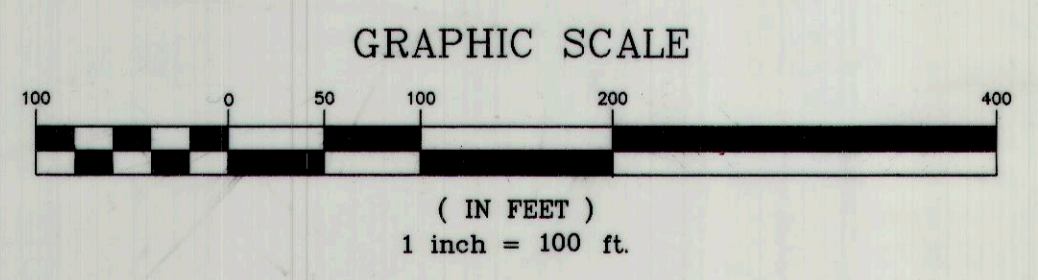 GRAPHIC SCALE
100 0 50 100 200 400
( IN FEET )
1 inch = 100 ft.